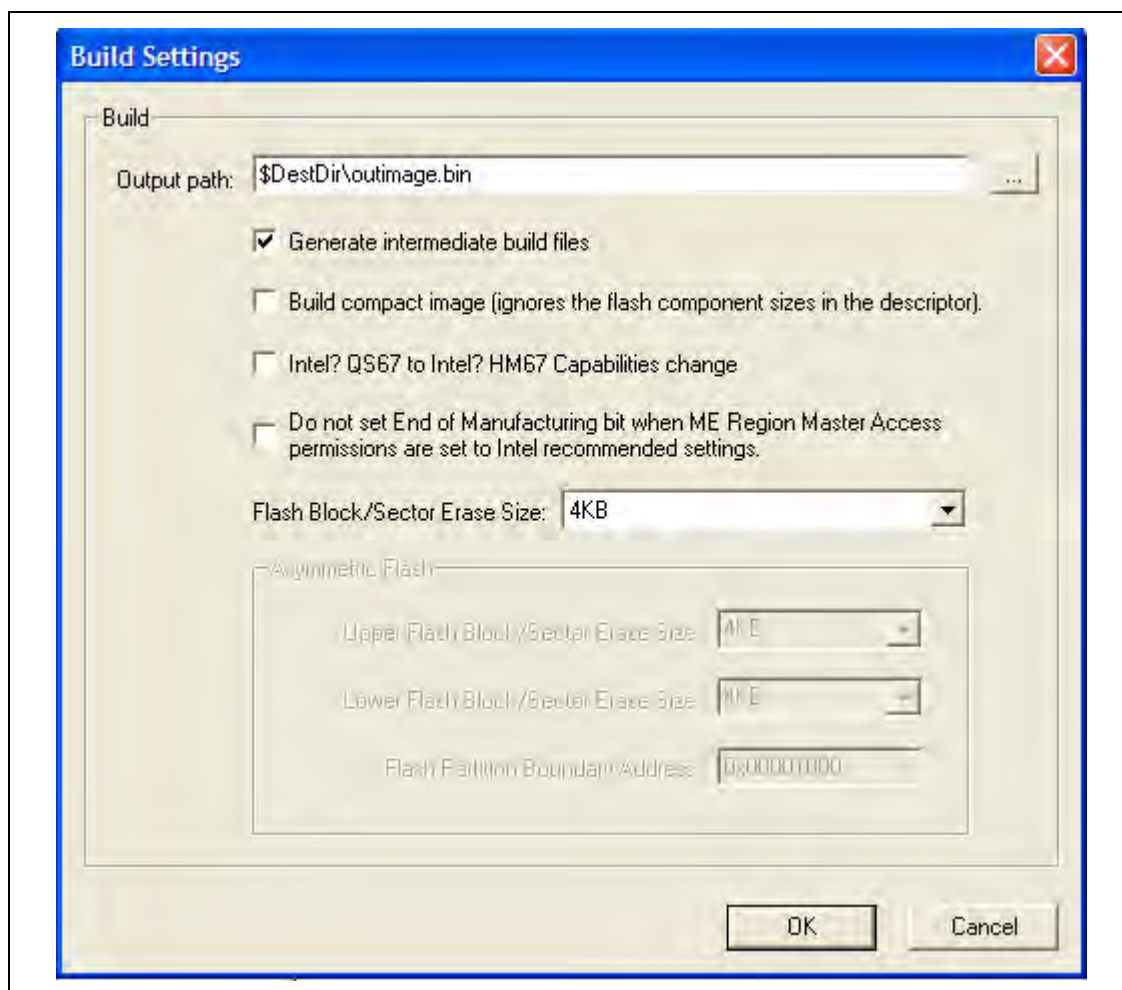 Build Settings
Build
Output path: $DestDir\outimage.bin ...
Generate intermediate build files
Build compact image (ignores the flash component sizes in the descriptor).
Intel? QS67 to Intel? HM67 Capabilities change
Do not set End of Manufacturing bit when ME Region Master Access
permissions are set to Intel recommended settings.
Flash Block/Sector Erase Size: 4KB
Asymmetric Flash
Upper Flash Block/Sector Erase Size 4KB
Lower Flash Block/Sector Erase Size 4KB
Flash Partition Boundary Address 0x00001000
OK Cancel